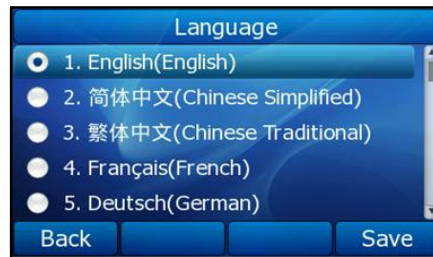 Language
1. English(English)
2. 简体中文(Chinese Simplified)
3. 繁体中文(Chinese Traditional)
4. Français(French)
5. Deutsch(German)
Back
Save